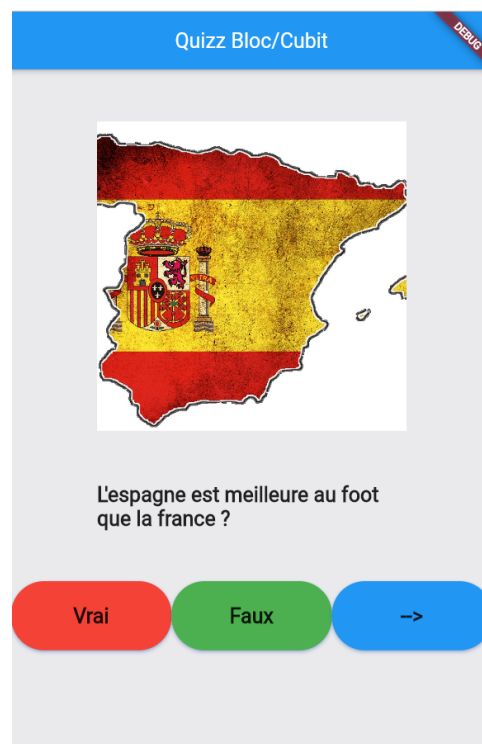 Quizz Bloc/Cubit
DEBUG
L'espagne est meilleure au foot
que la france ?
Vrai
Faux
-->